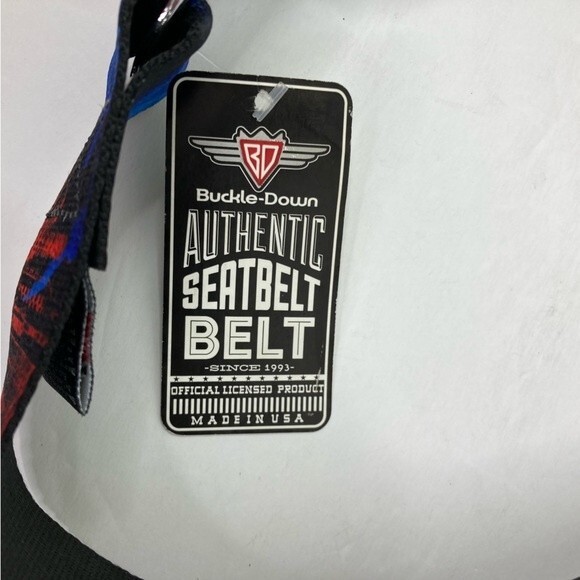 BD
Buckle-Down
AUTHENTIC
SEATBELT
BELT
-SINCE 1993-
OFFICIAL LICENSED PRODUCT
MADE IN USA